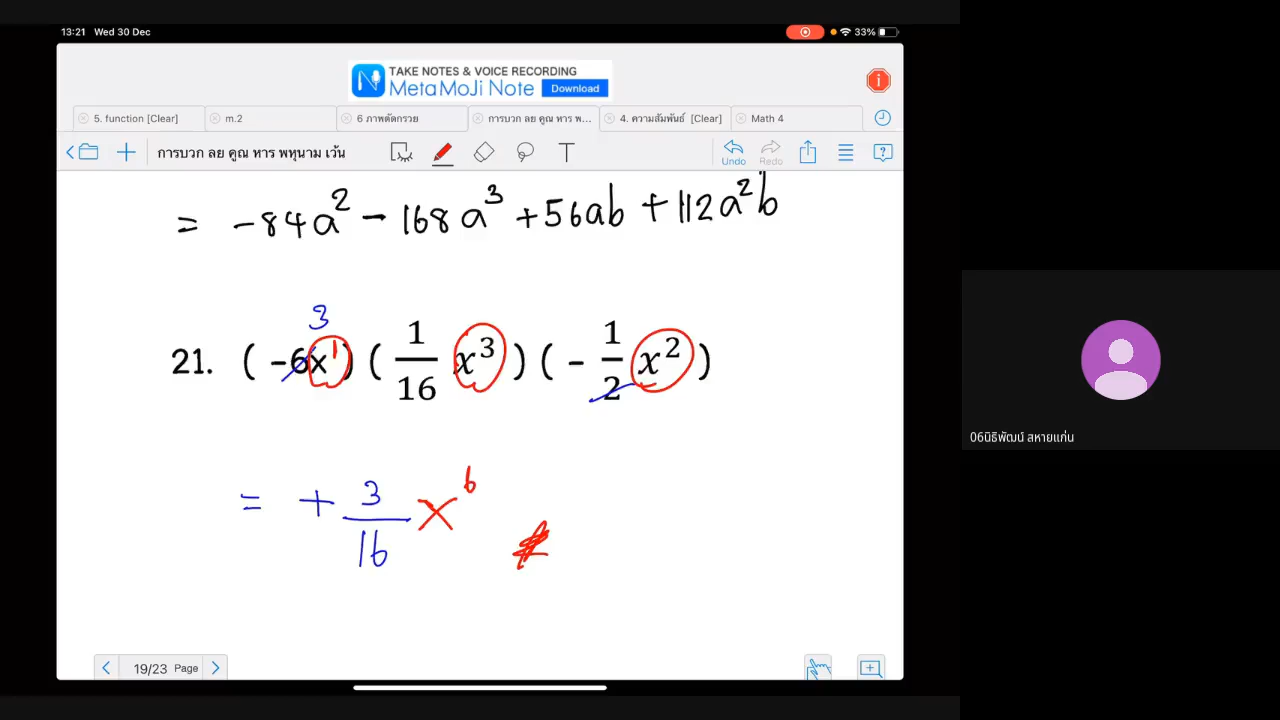 13:21 Wed 30 Dec 33%
TAKE NOTES & VOICE RECORDING
MetaMoJi Note Download
5. function [Clear] m.2 6 ภาพตัดกรวย การบวก ลย คูณ หาร พ... 4. ความสัมพันธ์ [Clear] Math 4
การบวก ลย คูณ หาร พหุนาม เว้น T Undo Redo
= -84a² - 168a³ + 56ab + 112a²b
3
21. ( -6x¹ ) ( 1/16 x³ ) ( - 1/2 x² )
06นิธิพัฒน์ สหายแก่น
= + 3/16 x⁶
19/23 Page